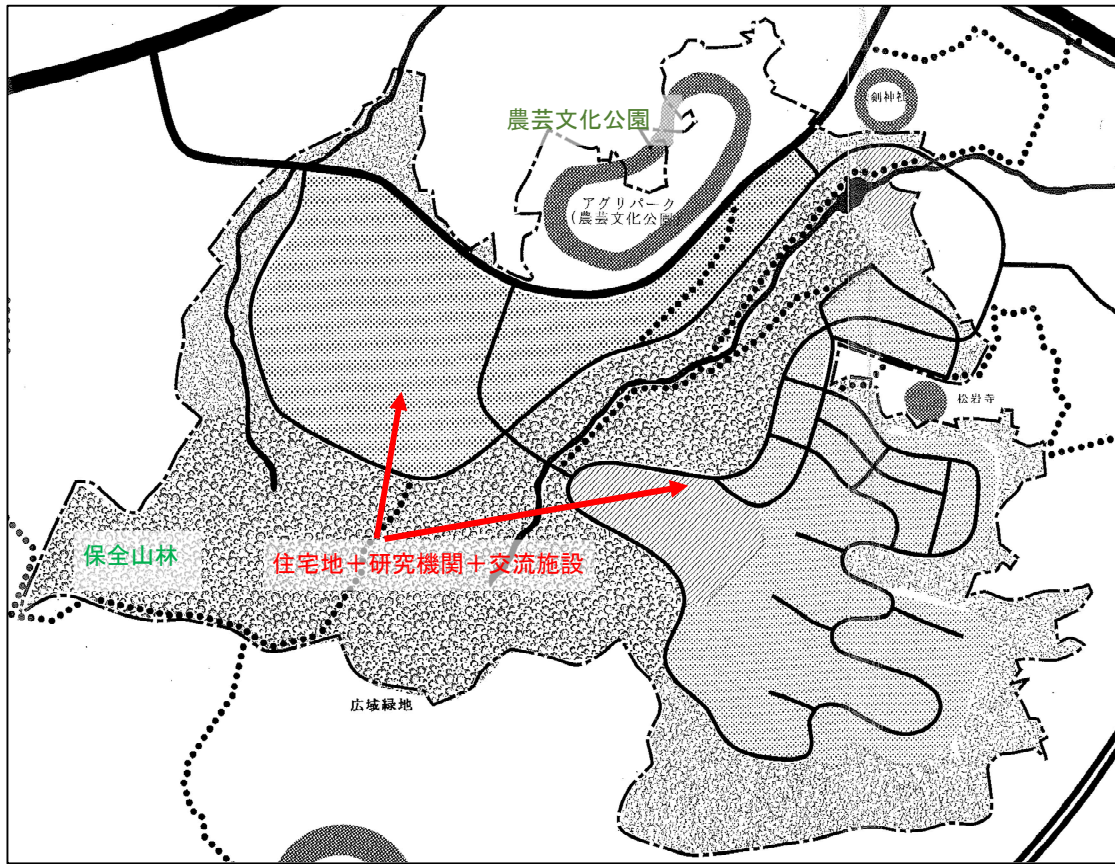 剣神社
農芸文化公園
アグリパーク
(農芸文化公園)
松岩寺
保全山林
住宅地＋研究機関＋交流施設
広域緑地